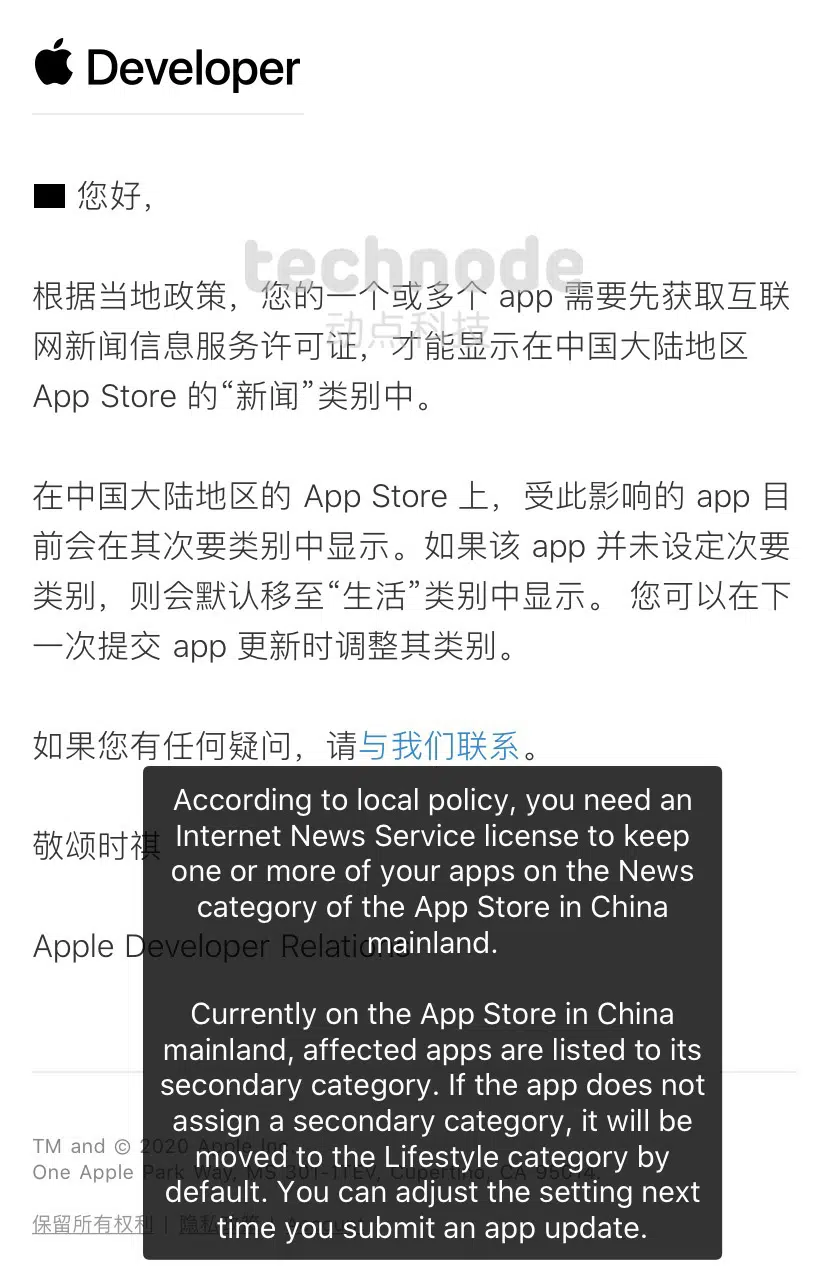 Developer
您好,
technode
动点科技
根据当地政策，您的一个或多个 app 需要先获取互联
网新闻信息服务许可证，才能显示在中国大陆地区
App Store 的“新闻”类别中。
在中国大陆地区的 App Store 上，受此影响的 app 目
前会在其次要类别中显示。如果该 app 并未设定次要
类别，则会默认移至“生活”类别中显示。 您可以在下
一次提交 app 更新时调整其类别。
如果您有任何疑问，请与我们联系。
敬颂时祺
Apple Developer Relations
According to local policy, you need an
Internet News Service license to keep
one or more of your apps on the News
category of the App Store in China
mainland.
Currently on the App Store in China
mainland, affected apps are listed to its
secondary category. If the app does not
assign a secondary category, it will be
moved to the Lifestyle category by
default. You can adjust the setting next
time you submit an app update.
TM and © 2020 Apple Inc.
One Apple Park Way, MS 301-1TEV, Cupertino, CA 95014.
保留所有权利 | 隐私